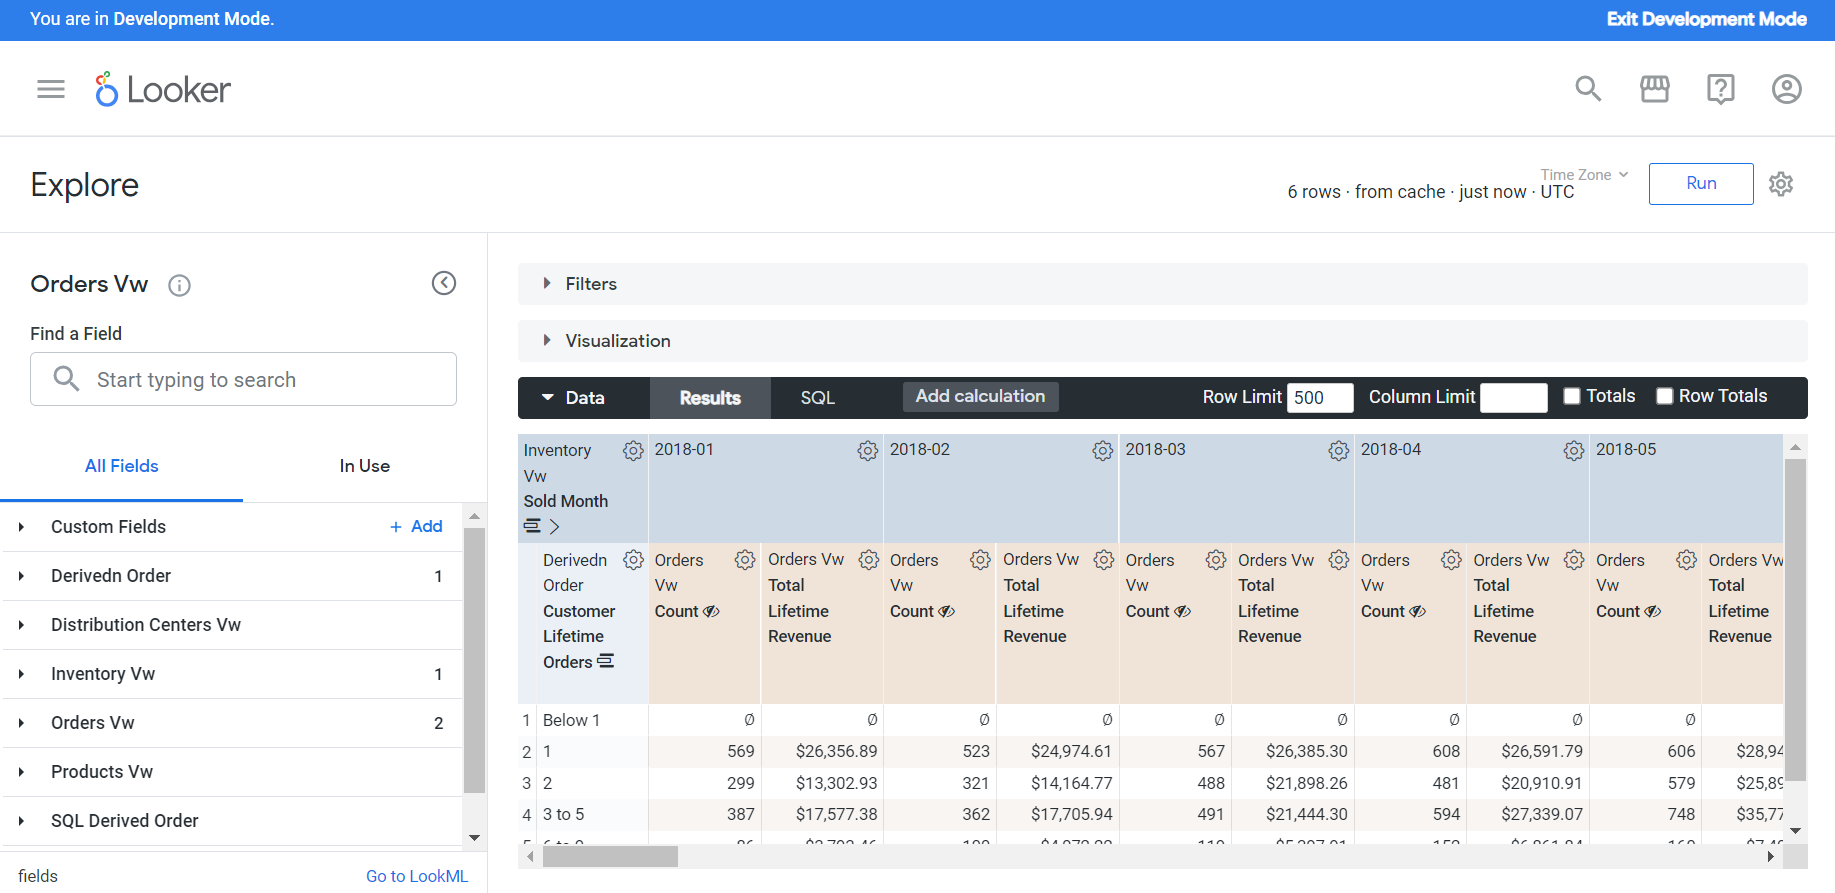 You are in Development Mode.
Exit Development Mode
Looker
Explore
Time Zone
6 rows · from cache · just now · UTC
Run
Orders Vw
Find a Field
Start typing to search
All Fields
In Use
Custom Fields
+ Add
Derivedn Order 1
Distribution Centers Vw
Inventory Vw 1
Orders Vw 2
Products Vw
SQL Derived Order
fields
Go to LookML
Filters
Visualization
Data Results SQL Add calculation Row Limit 500 Column Limit Totals Row Totals
Inventory
Vw
Sold Month
2018-01 2018-02 2018-03 2018-04 2018-05
Derivedn
Order
Customer
Lifetime
Orders
Orders
Vw
Count
Orders Vw
Total
Lifetime
Revenue
Orders
Vw
Count
Orders Vw
Total
Lifetime
Revenue
Orders
Vw
Count
Orders Vw
Total
Lifetime
Revenue
Orders
Vw
Count
Orders Vw
Total
Lifetime
Revenue
Orders
Vw
Count
Orders Vw
Total
Lifetime
Revenue
1 Below 1 Ø Ø Ø Ø Ø Ø Ø Ø Ø
2 1 569 $26,356.89 523 $24,974.61 567 $26,385.30 608 $26,591.79 606 $28,94
3 2 299 $13,302.93 321 $14,164.77 488 $21,898.26 481 $20,910.91 579 $25,89
4 3 to 5 387 $17,577.38 362 $17,705.94 491 $21,444.30 594 $27,339.07 748 $35,77